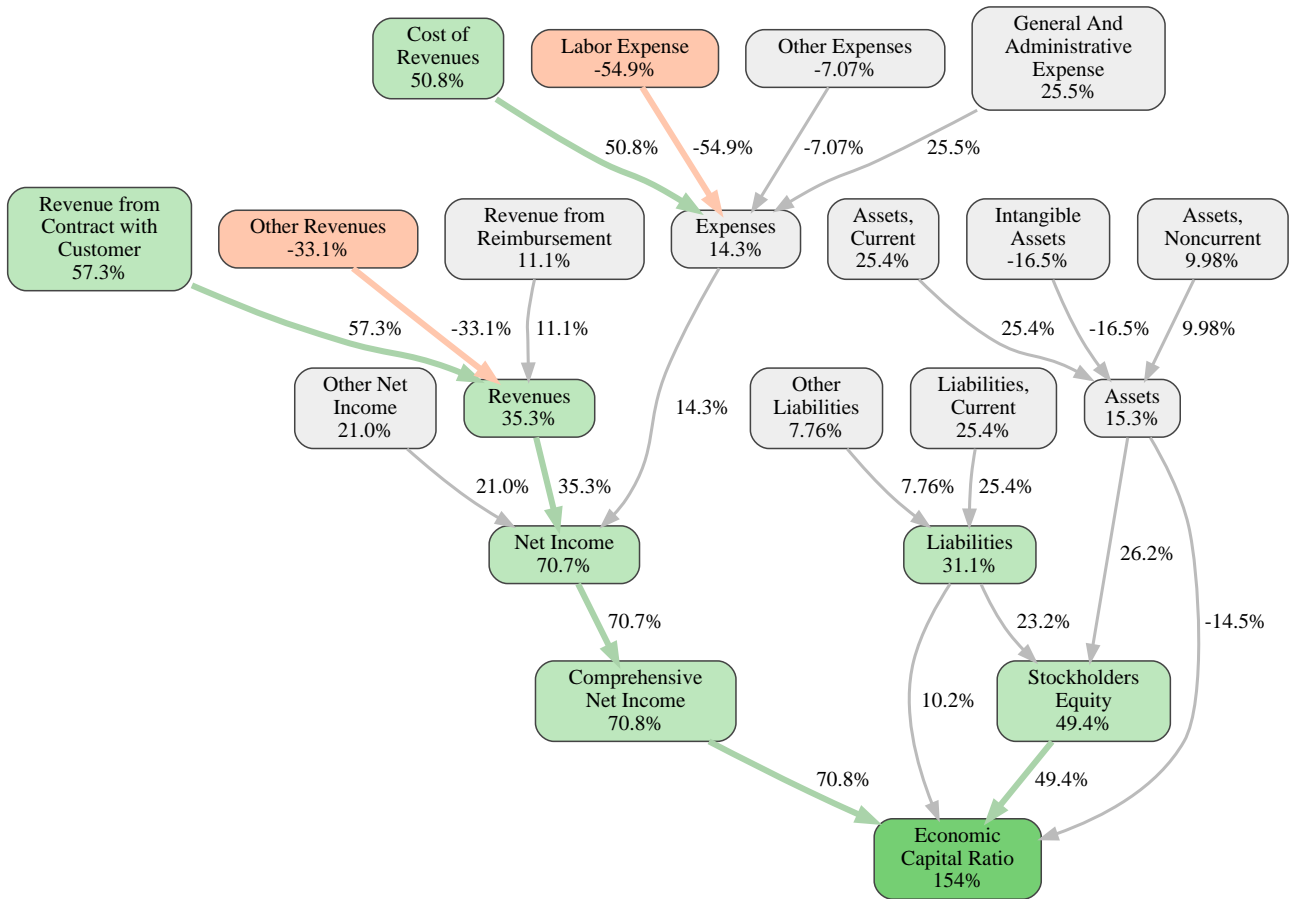 Cost of
Revenues
50.8%
Labor Expense
-54.9%
Other Expenses
-7.07%
General And
Administrative
Expense
25.5%
50.8%
-54.9%
-7.07%
25.5%
Revenue from
Contract with
Customer
57.3%
Other Revenues
-33.1%
Revenue from
Reimbursement
11.1%
Expenses
14.3%
Assets,
Current
25.4%
Intangible
Assets
-16.5%
Assets,
Noncurrent
9.98%
57.3%
-33.1%
11.1%
25.4%
-16.5%
9.98%
Other Net
Income
21.0%
Revenues
35.3%
14.3%
Other
Liabilities
7.76%
Liabilities,
Current
25.4%
Assets
15.3%
21.0%
35.3%
7.76%
25.4%
Net Income
70.7%
Liabilities
31.1%
26.2%
70.7%
23.2%
-14.5%
Comprehensive
Net Income
70.8%
10.2%
Stockholders
Equity
49.4%
70.8%
49.4%
Economic
Capital Ratio
154%